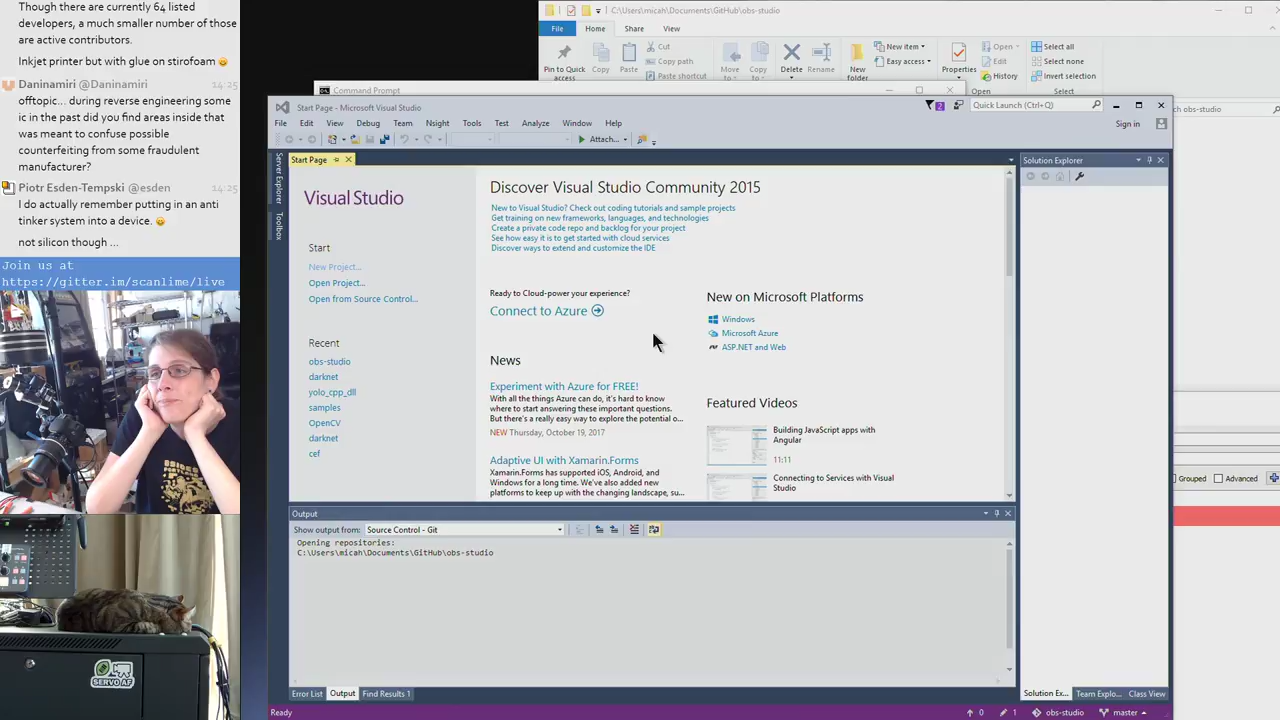 Though there are currently 64 listed
developers, a much smaller number of those
are active contributors.
Inkjet printer but with glue on stirofoam
Daninamiri @Daninamiri 14:25
offtopic... during reverse engineering some
ic in the past did you find areas inside that
was meant to confuse possible
counterfeiting from some fraudulent
manufacturer?
Piotr Esden-Tempski @esden 14:25
I do actually remember putting in an anti
tinker system into a device.
not silicon though ...
Join us at
https://gitter.im/scanlime/live
SERVO AF
C:\Users\micah\Documents\GitHub\obs-studio
File Home Share View
Pin to Quick access
Copy
Paste
Cut
Copy path
Paste shortcut
Move to
Copy to
Delete
Rename
New folder
New item
Easy access
Properties
Open
Edit
History
Select all
Select none
Invert selection
Organize
Open
Select
Command Prompt
obs-studio
Grouped Advanced
Start Page - Microsoft Visual Studio
2
Quick Launch (Ctrl+Q)
File Edit View Debug Team Nsight Tools Test Analyze Window Help
Sign in
Attach...
Server Explorer
Toolbox
Start Page
Visual Studio
Start
New Project...
Open Project...
Open from Source Control...
Recent
obs-studio
darknet
yolo_cpp_dll
samples
OpenCV
darknet
cef
Discover Visual Studio Community 2015
New to Visual Studio? Check out coding tutorials and sample projects
Get training on new frameworks, languages, and technologies
Create a private code repo and backlog for your project
See how easy it is to get started with cloud services
Discover ways to extend and customize the IDE
Ready to Cloud-power your experience?
Connect to Azure
News
Experiment with Azure for FREE!
With all the things Azure can do, it's hard to know
where to start answering these important questions.
But there's a really easy way to explore the potential o...
NEW Thursday, October 19, 2017
Adaptive UI with Xamarin.Forms
Xamarin.Forms has supported iOS, Android, and
Windows for a long time. We've also added new
platforms to keep up with the changing landscape, su...
New on Microsoft Platforms
Windows
Microsoft Azure
ASP.NET and Web
Featured Videos
Building JavaScript apps with
Angular
11:11
Connecting to Services with Visual
Studio
Solution Explorer
Output
Show output from: Source Control - Git
Opening repositories:
C:\Users\micah\Documents\GitHub\obs-studio
Error List Output Find Results 1
Solution Ex... Team Explo... Class View
Ready
0 1 obs-studio master